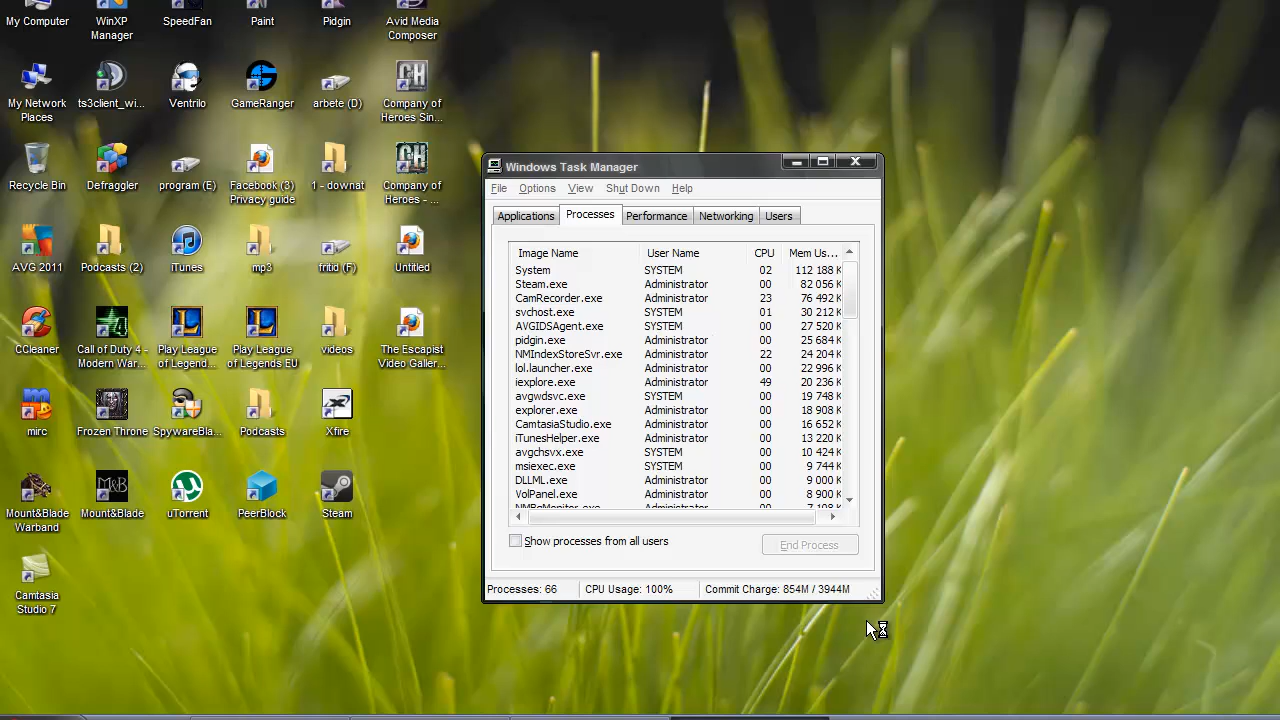 My Computer
WinXP
Manager
SpeedFan
Paint
Pidgin
Avid Media
Composer
My Network
Places
ts3client_wi...
Ventrilo
GameRanger
arbete (D)
Company of
Heroes Sin...
Recycle Bin
Defraggler
program (E)
Facebook (3)
Privacy guide
1 - downat
Company of
Heroes - ...
AVG 2011
Podcasts (2)
iTunes
mp3
fritid (F)
Untitled
CCleaner
Call of Duty 4 -
Modern War...
Play League
of Legends...
Play League
of Legends EU
videos
The Escapist
Video Galler...
mirc
Frozen Throne
SpywareBla...
Podcasts
Xfire
Mount&Blade
Warband
Mount&Blade
uTorrent
PeerBlock
Steam
Camtasia
Studio 7
Windows Task Manager
File Options View Shut Down Help
Applications Processes Performance Networking Users
Image Name User Name CPU Mem Us...
System SYSTEM 02 112 188 K
Steam.exe Administrator 00 82 056 K
CamRecorder.exe Administrator 23 76 492 K
svchost.exe SYSTEM 01 30 212 K
AVGIDSAgent.exe SYSTEM 00 27 520 K
pidgin.exe Administrator 00 25 684 K
NMIndexStoreSvr.exe Administrator 22 24 204 K
lol.launcher.exe Administrator 00 22 996 K
iexplore.exe Administrator 49 20 236 K
avgwdsvc.exe SYSTEM 00 19 748 K
explorer.exe Administrator 00 18 908 K
CamtasiaStudio.exe Administrator 00 16 652 K
iTunesHelper.exe Administrator 00 13 220 K
avgchsvx.exe SYSTEM 00 10 424 K
msiexec.exe Administrator 00 9 744 K
DLLML.exe Administrator 00 9 080 K
VolPanel.exe Administrator 00 8 900 K
Show processes from all users
End Process
Processes: 66 CPU Usage: 100% Commit Charge: 854M / 3944M